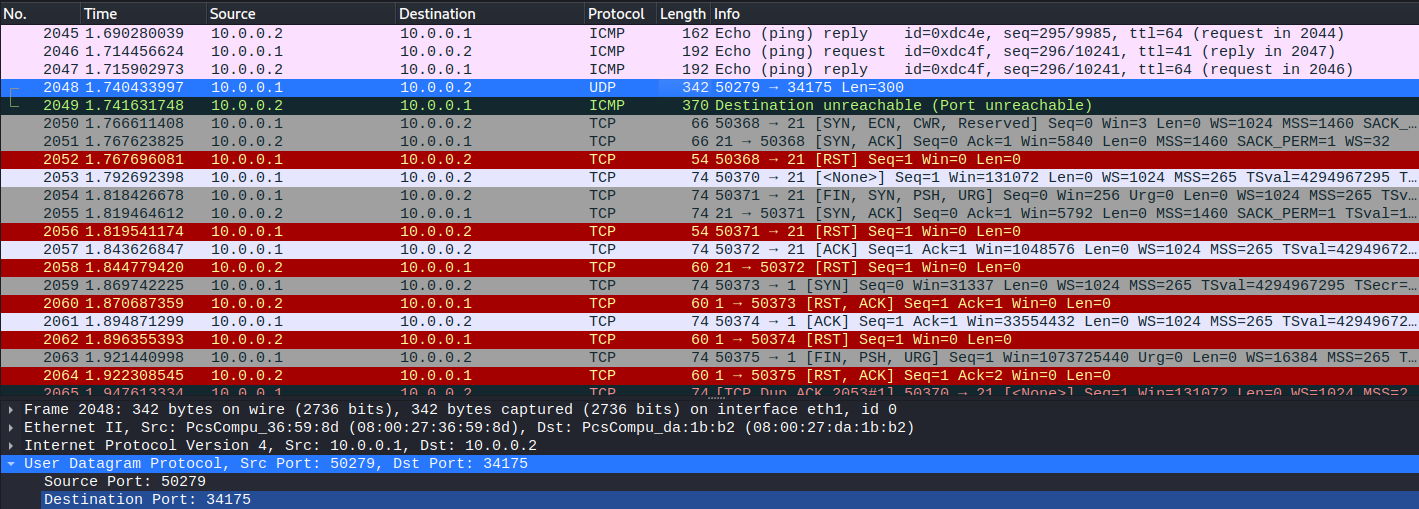 No. Time Source Destination Protocol Length Info
2045 1.690280039 10.0.0.2 10.0.0.1 ICMP 162 Echo (ping) reply id=0xdc4e, seq=295/9985, ttl=64 (request in 2044)
2046 1.714456624 10.0.0.1 10.0.0.2 ICMP 192 Echo (ping) request id=0xdc4f, seq=296/10241, ttl=41 (reply in 2047)
2047 1.715902973 10.0.0.2 10.0.0.1 ICMP 192 Echo (ping) reply id=0xdc4f, seq=296/10241, ttl=64 (request in 2046)
2048 1.740433997 10.0.0.1 10.0.0.2 UDP 342 50279 → 34175 Len=300
2049 1.741631748 10.0.0.2 10.0.0.1 ICMP 370 Destination unreachable (Port unreachable)
2050 1.766611408 10.0.0.1 10.0.0.2 TCP 66 50368 → 21 [SYN, ECN, CWR, Reserved] Seq=0 Win=3 Len=0 WS=1024 MSS=1460 SACK_…
2051 1.767623825 10.0.0.2 10.0.0.1 TCP 66 21 → 50368 [SYN, ACK] Seq=0 Ack=1 Win=5840 Len=0 MSS=1460 SACK_PERM=1 WS=32
2052 1.767696081 10.0.0.1 10.0.0.2 TCP 54 50368 → 21 [RST] Seq=1 Win=0 Len=0
2053 1.792692398 10.0.0.1 10.0.0.2 TCP 74 50370 → 21 [<None>] Seq=1 Win=131072 Len=0 WS=1024 MSS=265 TSval=4294967295 T…
2054 1.818426678 10.0.0.1 10.0.0.2 TCP 74 50371 → 21 [FIN, SYN, PSH, URG] Seq=0 Win=256 Urg=0 Len=0 WS=1024 MSS=265 TSv…
2055 1.819464612 10.0.0.2 10.0.0.1 TCP 74 21 → 50371 [SYN, ACK] Seq=0 Ack=1 Win=5792 Len=0 MSS=1460 SACK_PERM=1 TSval=1…
2056 1.819541174 10.0.0.1 10.0.0.2 TCP 54 50371 → 21 [RST] Seq=1 Win=0 Len=0
2057 1.843626847 10.0.0.1 10.0.0.2 TCP 74 50372 → 21 [ACK] Seq=1 Ack=1 Win=1048576 Len=0 WS=1024 MSS=265 TSval=42949672…
2058 1.844779420 10.0.0.2 10.0.0.1 TCP 60 21 → 50372 [RST] Seq=1 Win=0 Len=0
2059 1.869742225 10.0.0.1 10.0.0.2 TCP 74 50373 → 1 [SYN] Seq=0 Win=31337 Len=0 WS=1024 MSS=265 TSval=4294967295 TSecr=…
2060 1.870687359 10.0.0.2 10.0.0.1 TCP 60 1 → 50373 [RST, ACK] Seq=1 Ack=1 Win=0 Len=0
2061 1.894871299 10.0.0.1 10.0.0.2 TCP 74 50374 → 1 [ACK] Seq=1 Ack=1 Win=33554432 Len=0 WS=1024 MSS=265 TSval=42949672…
2062 1.896355393 10.0.0.2 10.0.0.1 TCP 60 1 → 50374 [RST] Seq=1 Win=0 Len=0
2063 1.921440998 10.0.0.1 10.0.0.2 TCP 74 50375 → 1 [FIN, PSH, URG] Seq=1 Win=1073725440 Urg=0 Len=0 WS=16384 MSS=265 T…
2064 1.922308545 10.0.0.2 10.0.0.1 TCP 60 1 → 50375 [RST, ACK] Seq=1 Ack=2 Win=0 Len=0
2065 1.947613334 10.0.0.1 10.0.0.2 TCP 74 [TCP Dup ACK 2053#1] 50370 → 21 [<None>] Seq=1 Win=131072 Len=0 WS=1024 MSS=2…
Frame 2048: 342 bytes on wire (2736 bits), 342 bytes captured (2736 bits) on interface eth1, id 0
Ethernet II, Src: PcsCompu_36:59:8d (08:00:27:36:59:8d), Dst: PcsCompu_da:1b:b2 (08:00:27:da:1b:b2)
Internet Protocol Version 4, Src: 10.0.0.1, Dst: 10.0.0.2
User Datagram Protocol, Src Port: 50279, Dst Port: 34175
Source Port: 50279
Destination Port: 34175